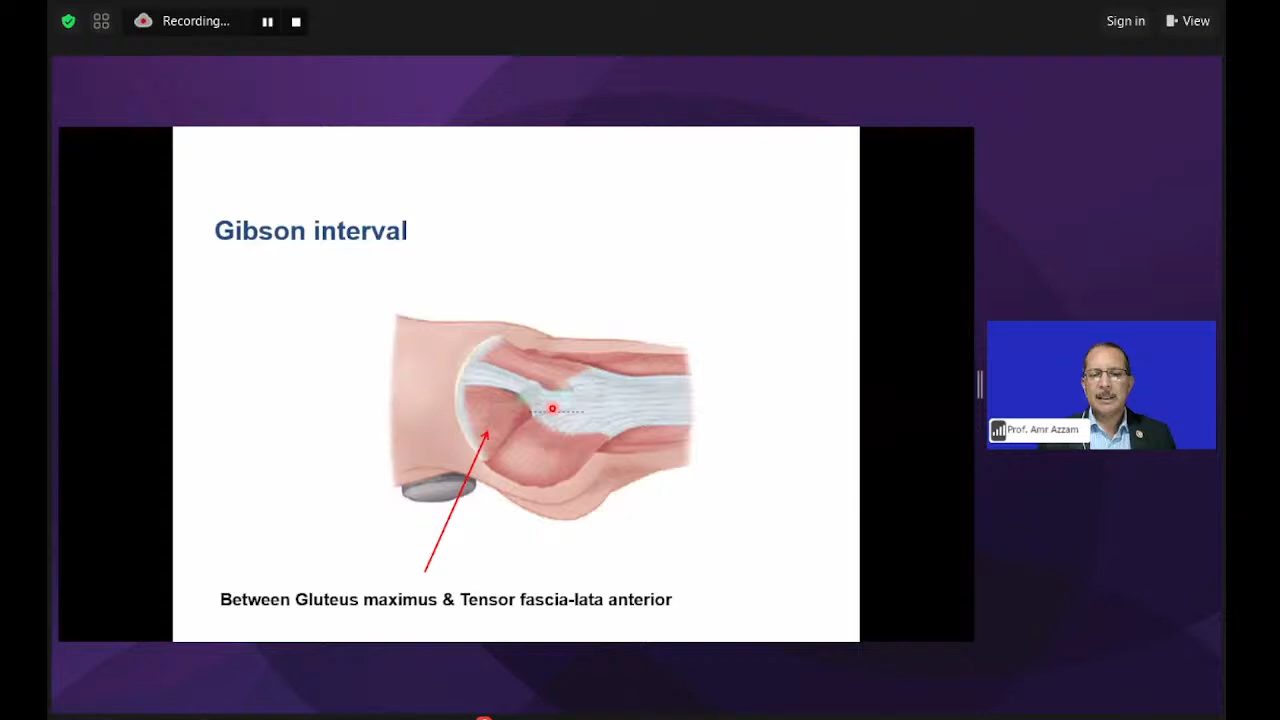 Recording...
Sign in
View
Gibson interval
Prof. Amr Azzam
Between Gluteus maximus & Tensor fascia-lata anterior